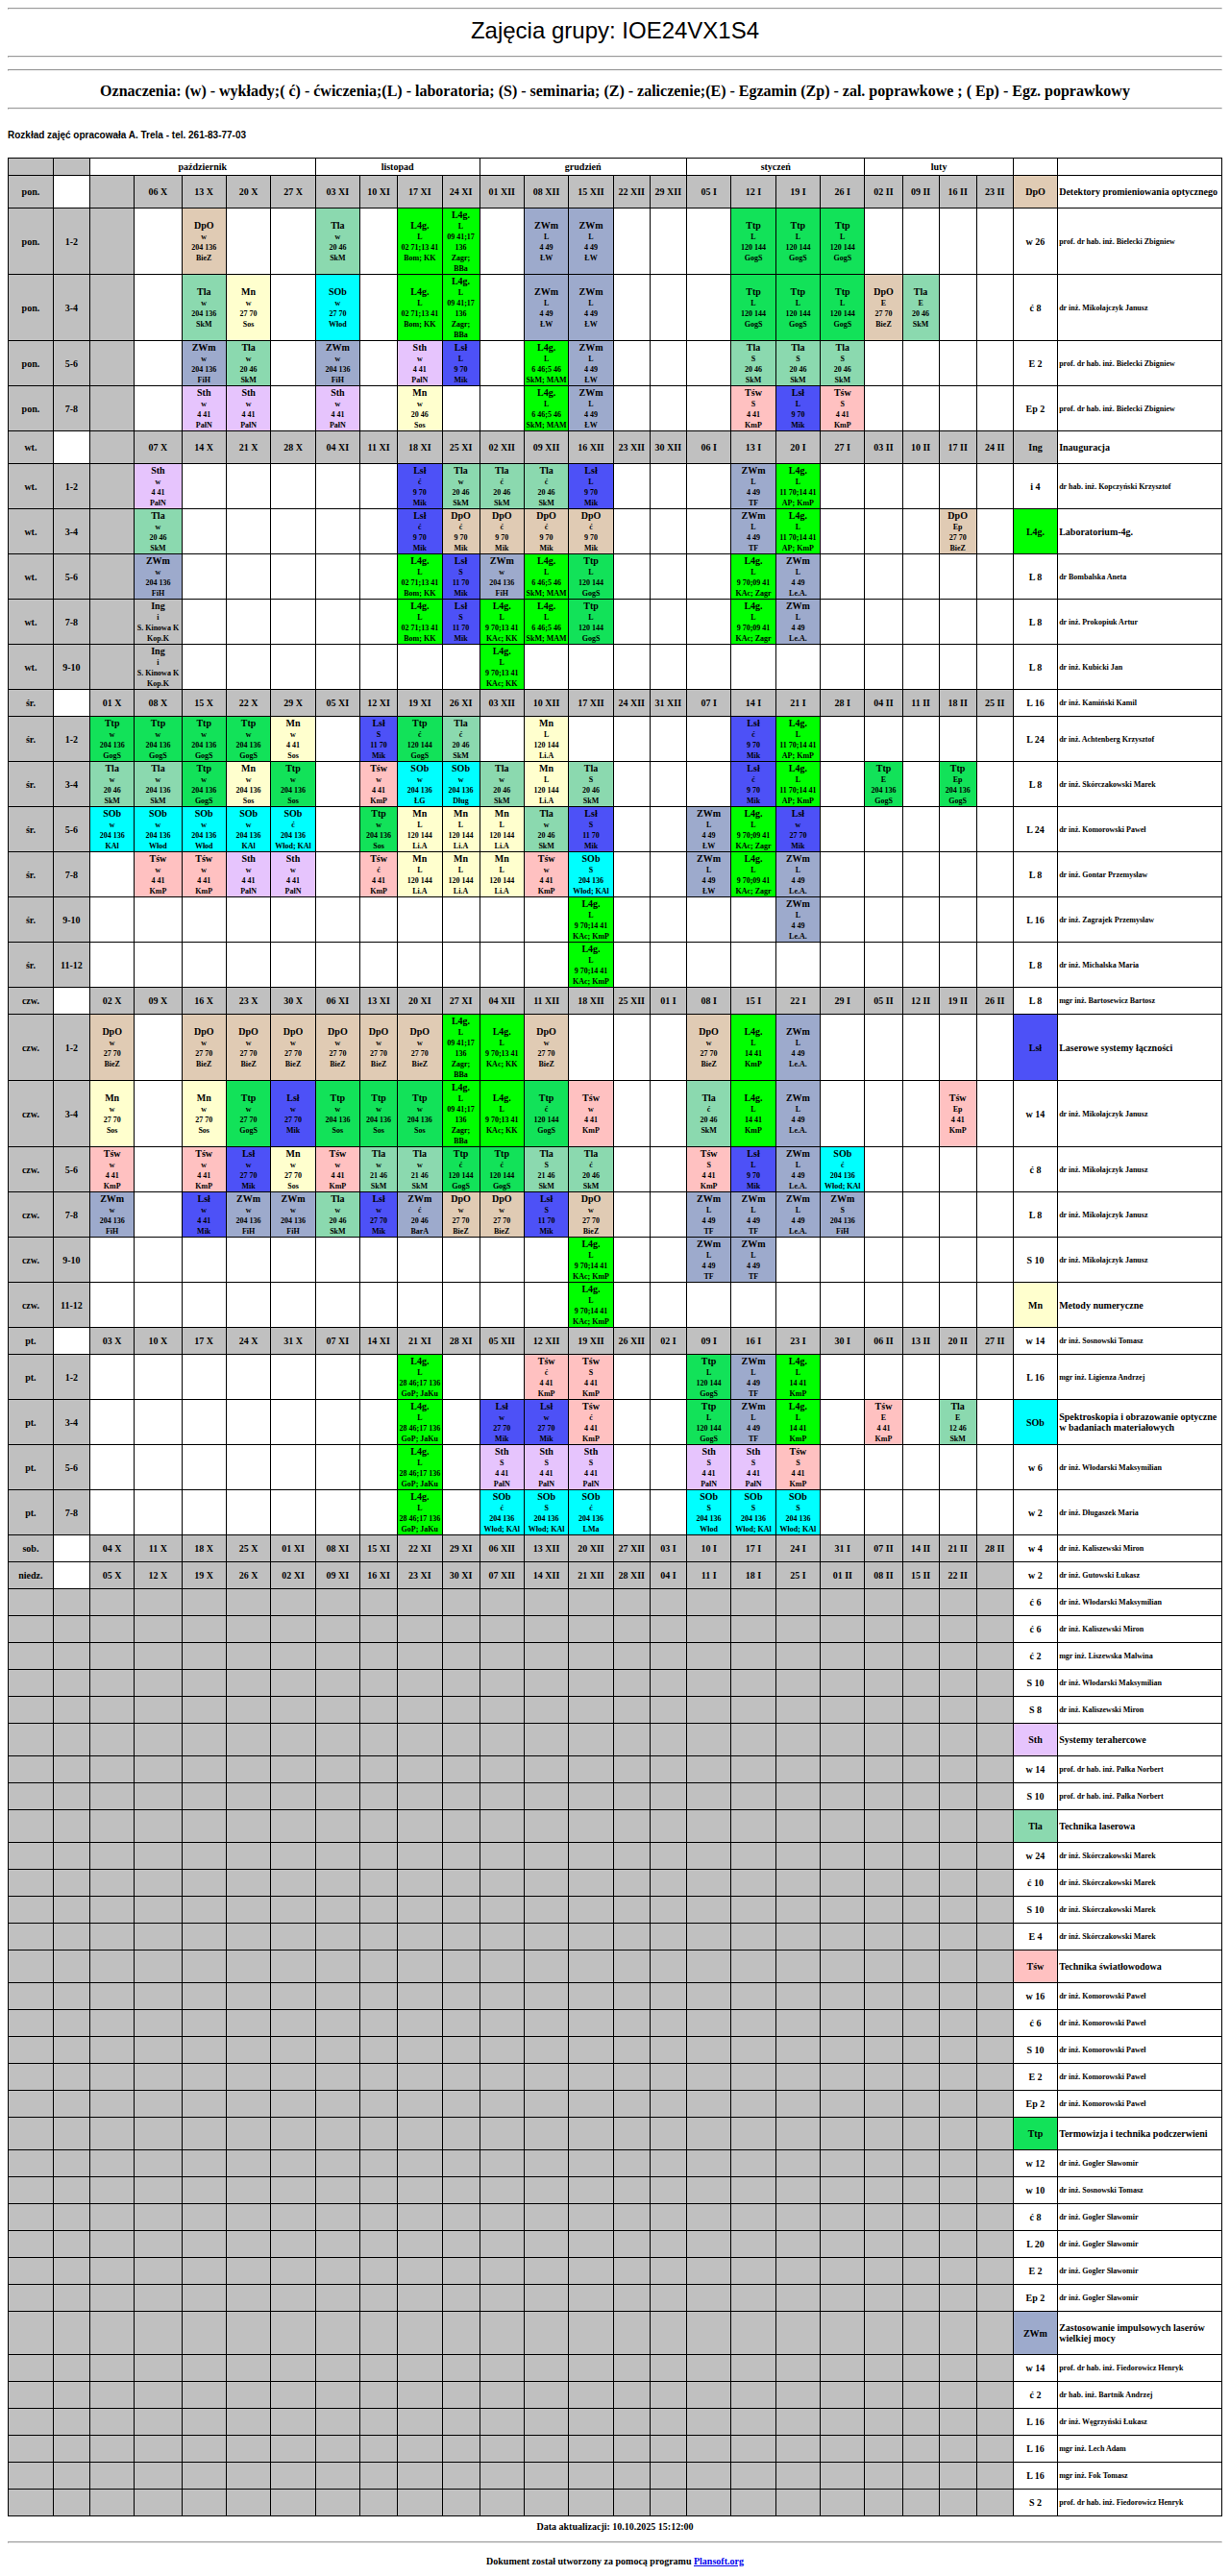 Zajęcia grupy: IOE24VX1S4
Oznaczenia: (w) - wykłady;( ć) - ćwiczenia;(L) - laboratoria; (S) - seminaria; (Z) - zaliczenie;(E) - Egzamin (Zp) - zal. poprawkowe ; ( Ep) - Egz. poprawkowy
Rozkład zajęć opracowała A. Trela - tel. 261-83-77-03
październik listopad grudzień styczeń luty
pon. 06 X 13 X 20 X 27 X 03 XI 10 XI 17 XI 24 XI 01 XII 08 XII 15 XII 22 XII 29 XII 05 I 12 I 19 I 26 I 02 II 09 II 16 II 23 II DpO Detektory promieniowania optycznego
pon. 1-2 w 26 prof. dr hab. inż. Bielecki Zbigniew
DpO Tla L4g. L4g. ZWm ZWm Ttp Ttp Ttp
w w L L L L L L L
204 136 20 46 02 71;13 41 09 41;17 136 4 49 4 49 120 144 120 144 120 144
BieZ SkM Bom; KK Zagr; BBa ŁW ŁW GogS GogS GogS
pon. 3-4 ć 8 dr inż. Mikołajczyk Janusz
Tla Mn SOb L4g. L4g. ZWm ZWm Ttp Ttp Ttp DpO Tla
w w w L L L L L L L E E
204 136 27 70 27 70 02 71;13 41 09 41;17 136 4 49 4 49 120 144 120 144 120 144 27 70 20 46
SkM Sos Włod Bom; KK Zagr; BBa ŁW ŁW GogS GogS GogS BieZ SkM
pon. 5-6 E 2 prof. dr hab. inż. Bielecki Zbigniew
ZWm Tla ZWm Sth Lsł L4g. ZWm Tla Tla Tla
w w w w L L L S S S
204 136 20 46 204 136 4 41 9 70 6 46;5 46 4 49 20 46 20 46 20 46
FiH SkM FiH PałN Mik SkM; MAM ŁW SkM SkM SkM
pon. 7-8 Ep 2 prof. dr hab. inż. Bielecki Zbigniew
Sth Sth Sth Mn L4g. ZWm Tśw Lsł Tśw
w w w w L L S L S
4 41 4 41 4 41 20 46 6 46;5 46 4 49 4 41 9 70 4 41
PałN PałN PałN Sos SkM; MAM ŁW KmP Mik KmP
wt. 07 X 14 X 21 X 28 X 04 XI 11 XI 18 XI 25 XI 02 XII 09 XII 16 XII 23 XII 30 XII 06 I 13 I 20 I 27 I 03 II 10 II 17 II 24 II Ing Inauguracja
wt. 1-2 i 4 dr hab. inż. Kopczyński Krzysztof
Sth Lsł Tla Tla Tla Lsł ZWm L4g.
w ć w ć ć L L L
4 41 9 70 20 46 20 46 20 46 9 70 4 49 11 70;14 41
PałN Mik SkM SkM SkM Mik TF AP; KmP
wt. 3-4 L4g. Laboratorium-4g.
Tla Lsł DpO DpO DpO DpO ZWm L4g. DpO
w ć ć ć ć ć L L Ep
20 46 9 70 9 70 9 70 9 70 9 70 4 49 11 70;14 41 27 70
SkM Mik Mik Mik Mik Mik TF AP; KmP BieZ
wt. 5-6 L 8 dr Bombalska Aneta
ZWm L4g. Lsł ZWm L4g. Ttp L4g. ZWm
w L S w L L L L
204 136 02 71;13 41 11 70 204 136 6 46;5 46 120 144 9 70;09 41 4 49
FiH Bom; KK Mik FiH SkM; MAM GogS KAc; Zagr Le.A.
wt. 7-8 L 8 dr inż. Prokopiuk Artur
Ing L4g. Lsł L4g. L4g. Ttp L4g. ZWm
i L S L L L L L
S. Kinowa K 02 71;13 41 11 70 9 70;13 41 6 46;5 46 120 144 9 70;09 41 4 49
Kop.K Bom; KK Mik KAc; KK SkM; MAM GogS KAc; Zagr Le.A.
wt. 9-10 L 8 dr inż. Kubicki Jan
Ing L4g.
i L
S. Kinowa K 9 70;13 41
Kop.K KAc; KK
śr. 01 X 08 X 15 X 22 X 29 X 05 XI 12 XI 19 XI 26 XI 03 XII 10 XII 17 XII 24 XII 31 XII 07 I 14 I 21 I 28 I 04 II 11 II 18 II 25 II L 16 dr inż. Kamiński Kamil
śr. 1-2 L 24 dr inż. Achtenberg Krzysztof
Ttp Ttp Ttp Ttp Mn Lsł Ttp Tla Mn Lsł L4g.
w w w w w S ć ć L ć L
204 136 204 136 204 136 204 136 4 41 11 70 120 144 20 46 120 144 9 70 11 70;14 41
GogS GogS GogS GogS Sos Mik GogS SkM Li.A Mik AP; KmP
śr. 3-4 L 8 dr inż. Skórczakowski Marek
Tla Tla Ttp Mn Ttp Tśw SOb SOb Tla Mn Tla Lsł L4g. Ttp Ttp
w w w w w w w w w L S ć L E Ep
20 46 204 136 204 136 204 136 204 136 4 41 204 136 204 136 20 46 120 144 20 46 9 70 11 70;14 41 204 136 204 136
SkM SkM GogS Sos Sos KmP ŁG Dług SkM Li.A SkM Mik AP; KmP GogS GogS
śr. 5-6 L 24 dr inż. Komorowski Paweł
SOb SOb SOb SOb SOb Ttp Mn Mn Mn Tla Lsł ZWm L4g. Lsł
w w w w ć w L L L w S L L w
204 136 204 136 204 136 204 136 204 136 204 136 120 144 120 144 120 144 20 46 11 70 4 49 9 70;09 41 27 70
KAl Włod Włod KAl Włod; KAl Sos Li.A Li.A Li.A SkM Mik ŁW KAc; Zagr Mik
śr. 7-8 L 8 dr inż. Gontar Przemysław
Tśw Tśw Sth Sth Tśw Mn Mn Mn Tśw SOb ZWm L4g. ZWm
w w w w ć L L L w S L L L
4 41 4 41 4 41 4 41 4 41 120 144 120 144 120 144 4 41 204 136 4 49 9 70;09 41 4 49
KmP KmP PałN PałN KmP Li.A Li.A Li.A KmP Włod; KAl ŁW KAc; Zagr Le.A.
śr. 9-10 L 16 dr inż. Zagrajek Przemysław
L4g. ZWm
L L
9 70;14 41 4 49
KAc; KmP Le.A.
śr. 11-12 L 8 dr inż. Michalska Maria
L4g.
L
9 70;14 41
KAc; KmP
czw. 02 X 09 X 16 X 23 X 30 X 06 XI 13 XI 20 XI 27 XI 04 XII 11 XII 18 XII 25 XII 01 I 08 I 15 I 22 I 29 I 05 II 12 II 19 II 26 II L 8 mgr inż. Bartosewicz Bartosz
czw. 1-2 Lsł Laserowe systemy łączności
DpO DpO DpO DpO DpO DpO DpO L4g. L4g. DpO DpO L4g. ZWm
w w w w w w w L L w w L L
27 70 27 70 27 70 27 70 27 70 27 70 27 70 09 41;17 136 9 70;13 41 27 70 27 70 14 41 4 49
BieZ BieZ BieZ BieZ BieZ BieZ BieZ Zagr; BBa KAc; KK BieZ BieZ KmP Le.A.
czw. 3-4 w 14 dr inż. Mikołajczyk Janusz
Mn Mn Ttp Lsł Ttp Ttp Ttp L4g. L4g. Ttp Tśw Tla L4g. ZWm Tśw
w w w w w w w L L ć w ć L L Ep
27 70 27 70 27 70 27 70 204 136 204 136 204 136 09 41;17 136 9 70;13 41 120 144 4 41 20 46 14 41 4 49 4 41
Sos Sos GogS Mik Sos Sos Sos Zagr; BBa KAc; KK GogS KmP SkM KmP Le.A. KmP
czw. 5-6 ć 8 dr inż. Mikołajczyk Janusz
Tśw Tśw Lsł Mn Tśw Tla Tla Ttp Ttp Tla Tla Tśw Lsł ZWm SOb
w w w w w w w ć ć S ć S L L ć
4 41 4 41 27 70 27 70 4 41 21 46 21 46 120 144 120 144 21 46 20 46 4 41 9 70 4 49 204 136
KmP KmP Mik Sos KmP SkM SkM GogS GogS SkM SkM KmP Mik Le.A. Włod; KAl
czw. 7-8 L 8 dr inż. Mikołajczyk Janusz
ZWm Lsł ZWm ZWm Tla Lsł ZWm DpO DpO Lsł DpO ZWm ZWm ZWm ZWm
w w w w w w ć w w S w L L L S
204 136 4 41 204 136 204 136 20 46 27 70 20 46 27 70 27 70 11 70 27 70 4 49 4 49 4 49 204 136
FiH Mik FiH FiH SkM Mik BarA BieZ BieZ Mik BieZ TF TF Le.A. FiH
czw. 9-10 S 10 dr inż. Mikołajczyk Janusz
L4g. ZWm ZWm
L L L
9 70;14 41 4 49 4 49
KAc; KmP TF TF
czw. 11-12 Mn Metody numeryczne
L4g.
L
9 70;14 41
KAc; KmP
pt. 03 X 10 X 17 X 24 X 31 X 07 XI 14 XI 21 XI 28 XI 05 XII 12 XII 19 XII 26 XII 02 I 09 I 16 I 23 I 30 I 06 II 13 II 20 II 27 II w 14 dr inż. Sosnowski Tomasz
pt. 1-2 L 16 mgr inż. Ligienza Andrzej
L4g. Tśw Tśw Ttp ZWm L4g.
L ć S L L L
28 46;17 136 4 41 4 41 120 144 4 49 14 41
GoP; JaKu KmP KmP GogS TF KmP
pt. 3-4 SOb Spektroskopia i obrazowanie optyczne w badaniach materiałowych
L4g. Lsł Lsł Tśw Ttp ZWm L4g. Tśw Tla
L w w ć L L L E E
28 46;17 136 27 70 27 70 4 41 120 144 4 49 14 41 4 41 12 46
GoP; JaKu Mik Mik KmP GogS TF KmP KmP SkM
pt. 5-6 w 6 dr inż. Włodarski Maksymilian
L4g. Sth Sth Sth Sth Sth Tśw
L S S S S S S
28 46;17 136 4 41 4 41 4 41 4 41 4 41 4 41
GoP; JaKu PałN PałN PałN PałN PałN KmP
pt. 7-8 w 2 dr inż. Długaszek Maria
L4g. SOb SOb SOb SOb SOb SOb
L ć S ć S S S
28 46;17 136 204 136 204 136 204 136 204 136 204 136 204 136
GoP; JaKu Włod; KAl Włod; KAl LMa Włod Włod; KAl Włod; KAl
sob. 04 X 11 X 18 X 25 X 01 XI 08 XI 15 XI 22 XI 29 XI 06 XII 13 XII 20 XII 27 XII 03 I 10 I 17 I 24 I 31 I 07 II 14 II 21 II 28 II w 4 dr inż. Kaliszewski Miron
niedz. 05 X 12 X 19 X 26 X 02 XI 09 XI 16 XI 23 XI 30 XI 07 XII 14 XII 21 XII 28 XII 04 I 11 I 18 I 25 I 01 II 08 II 15 II 22 II w 2 dr inż. Gutowski Łukasz
ć 6 dr inż. Włodarski Maksymilian
ć 6 dr inż. Kaliszewski Miron
ć 2 mgr inż. Liszewska Malwina
S 10 dr inż. Włodarski Maksymilian
S 8 dr inż. Kaliszewski Miron
Sth Systemy terahercowe
w 14 prof. dr hab. inż. Pałka Norbert
S 10 prof. dr hab. inż. Pałka Norbert
Tla Technika laserowa
w 24 dr inż. Skórczakowski Marek
ć 10 dr inż. Skórczakowski Marek
S 10 dr inż. Skórczakowski Marek
E 4 dr inż. Skórczakowski Marek
Tśw Technika światłowodowa
w 16 dr inż. Komorowski Paweł
ć 6 dr inż. Komorowski Paweł
S 10 dr inż. Komorowski Paweł
E 2 dr inż. Komorowski Paweł
Ep 2 dr inż. Komorowski Paweł
Ttp Termowizja i technika podczerwieni
w 12 dr inż. Gogler Sławomir
w 10 dr inż. Sosnowski Tomasz
ć 8 dr inż. Gogler Sławomir
L 20 dr inż. Gogler Sławomir
E 2 dr inż. Gogler Sławomir
Ep 2 dr inż. Gogler Sławomir
ZWm Zastosowanie impulsowych laserów wielkiej mocy
w 14 prof. dr hab. inż. Fiedorowicz Henryk
ć 2 dr hab. inż. Bartnik Andrzej
L 16 dr inż. Węgrzyński Łukasz
L 16 mgr inż. Lech Adam
L 16 mgr inż. Fok Tomasz
S 2 prof. dr hab. inż. Fiedorowicz Henryk
Data aktualizacji: 10.10.2025 15:12:00
Dokument został utworzony za pomocą programu Plansoft.org